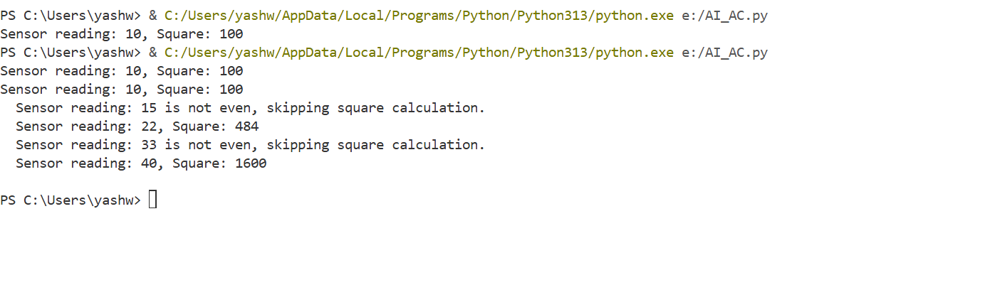 PS C:\Users\yashw> & C:/Users/yashw/AppData/Local/Programs/Python/Python313/python.exe e:/AI_AC.py
Sensor reading: 10, Square: 100
PS C:\Users\yashw> & C:/Users/yashw/AppData/Local/Programs/Python/Python313/python.exe e:/AI_AC.py
Sensor reading: 10, Square: 100
Sensor reading: 10, Square: 100
  Sensor reading: 15 is not even, skipping square calculation.
  Sensor reading: 22, Square: 484
  Sensor reading: 33 is not even, skipping square calculation.
  Sensor reading: 40, Square: 1600
PS C:\Users\yashw>